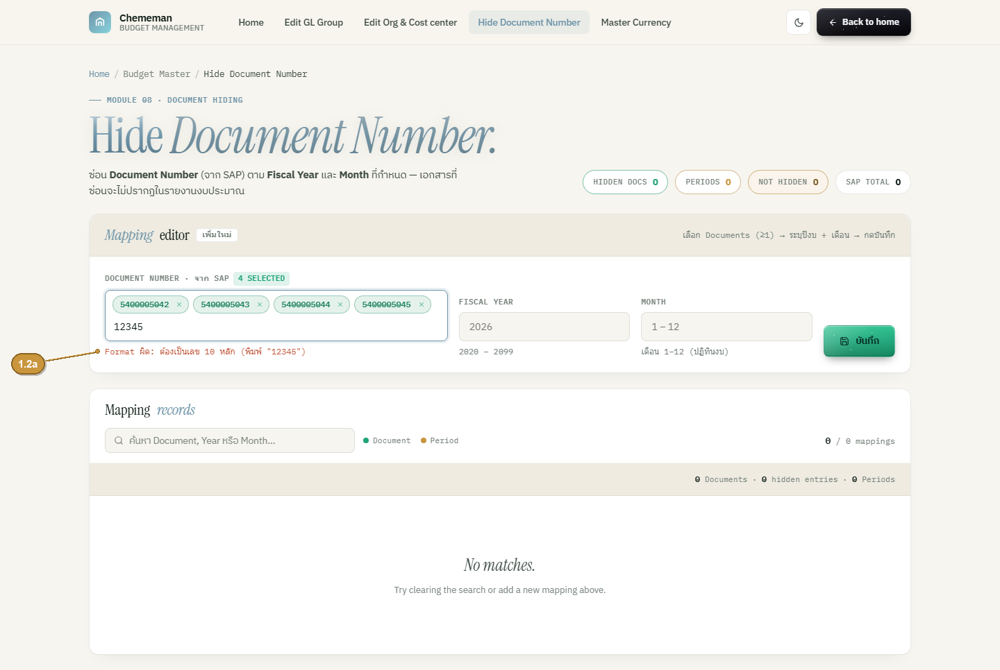 Chememan
BUDGET MANAGEMENT
Home
Edit GL Group
Edit Org & Cost center
Hide Document Number
Master Currency
Back to home
Home / Budget Master / Hide Document Number
MODULE 08 · DOCUMENT HIDING
Hide Document Number.
ซ่อน Document Number (จาก SAP) ตาม Fiscal Year และ Month ที่กำหนด — เอกสารที่
ซ่อนจะไม่ปรากฏในรายงานงบประมาณ
HIDDEN DOCS 0
PERIODS 0
NOT HIDDEN 0
SAP TOTAL 0
Mapping editor เพิ่มใหม่
เลือก Documents (≥1) → ระบุปีงบ + เดือน → กดบันทึก
DOCUMENT NUMBER · จาก SAP 4 SELECTED
5400005042 ×
5400005043 ×
5400005044 ×
5400005045 ×
12345
Format ผิด: ต้องเป็นเลข 10 หลัก (พิมพ์ "12345")
FISCAL YEAR
2026
2020 – 2099
MONTH
1 – 12
เดือน 1–12 (ปฏิทินงบ)
บันทึก
1.2a
Mapping records
ค้นหา Document, Year หรือ Month...
Document
Period
0 / 0 mappings
0 Documents · 0 hidden entries · 0 Periods
No matches.
Try clearing the search or add a new mapping above.